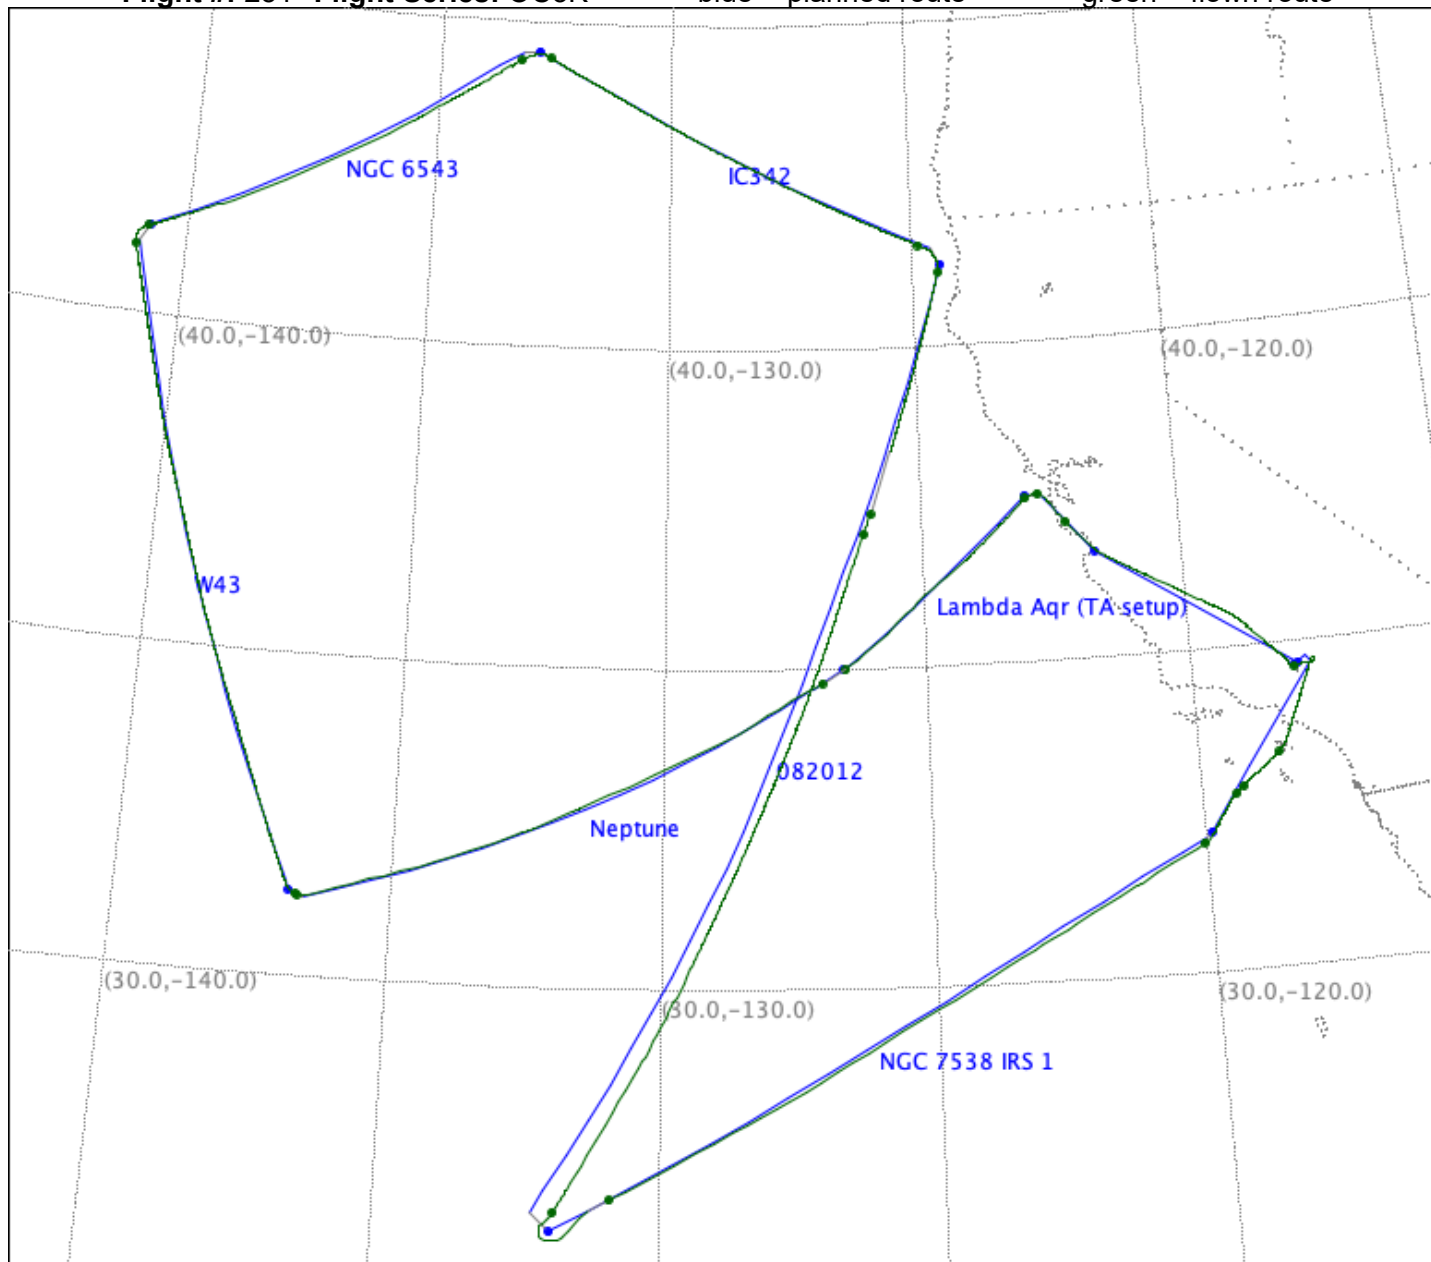 NGC 6543
IC342
(40.0,-140.0)
(40.0,-130.0)
(40.0,-120.0)
W43
Lambda Aqr (TA setup)
082012
Neptune
(30.0,-140.0)
(30.0,-130.0)
(30.0,-120.0)
NGC 7538 IRS 1